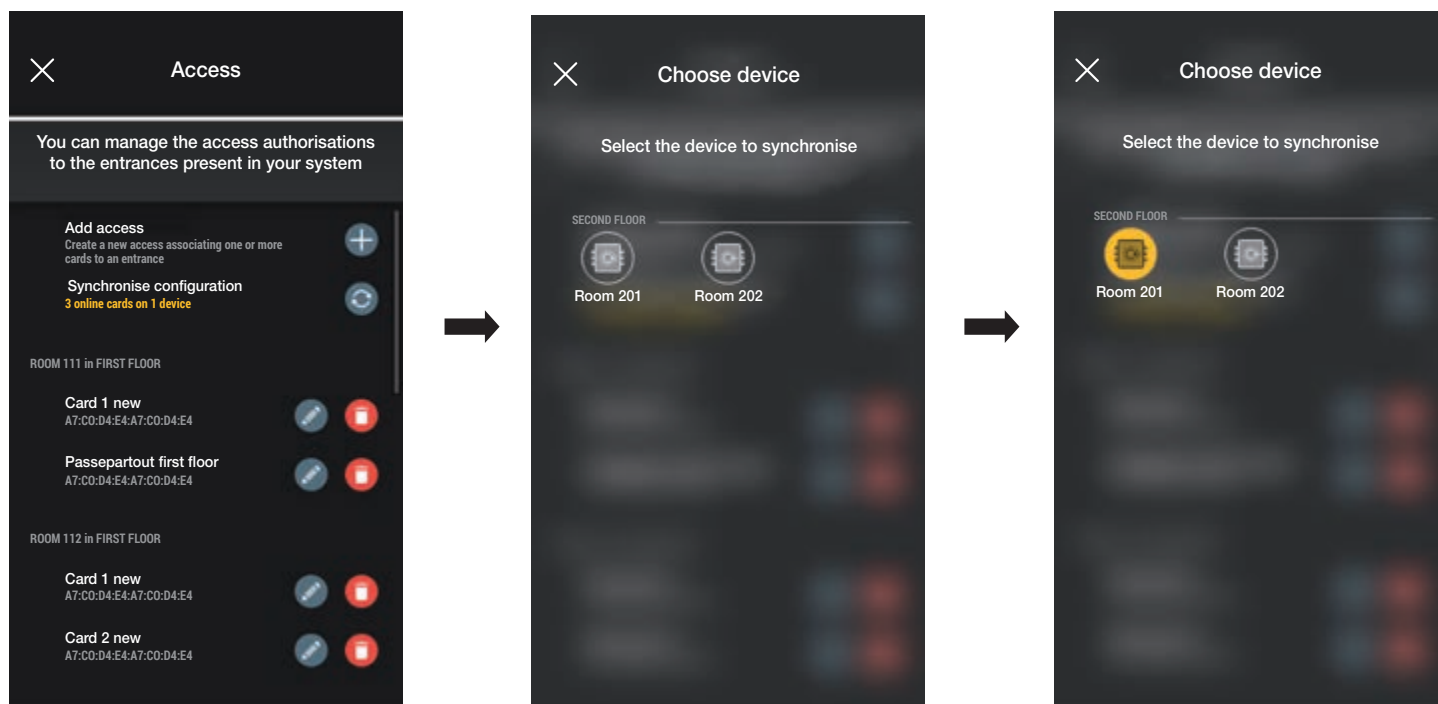 Access
You can manage the access authorisations
to the entrances present in your system
Add access
Create a new access associating one or more
cards to an entrance
Synchronise configuration
3 online cards on 1 device
ROOM 111 in FIRST FLOOR
Card 1 new
A7:C0:D4:E4:A7:C0:D4:E4
Passepartout first floor
A7:C0:D4:E4:A7:C0:D4:E4
ROOM 112 in FIRST FLOOR
Card 1 new
A7:C0:D4:E4:A7:C0:D4:E4
Card 2 new
A7:C0:D4:E4:A7:C0:D4:E4
Choose device
Select the device to synchronise
SECOND FLOOR
Room 201 Room 202
Choose device
Select the device to synchronise
SECOND FLOOR
Room 201 Room 202